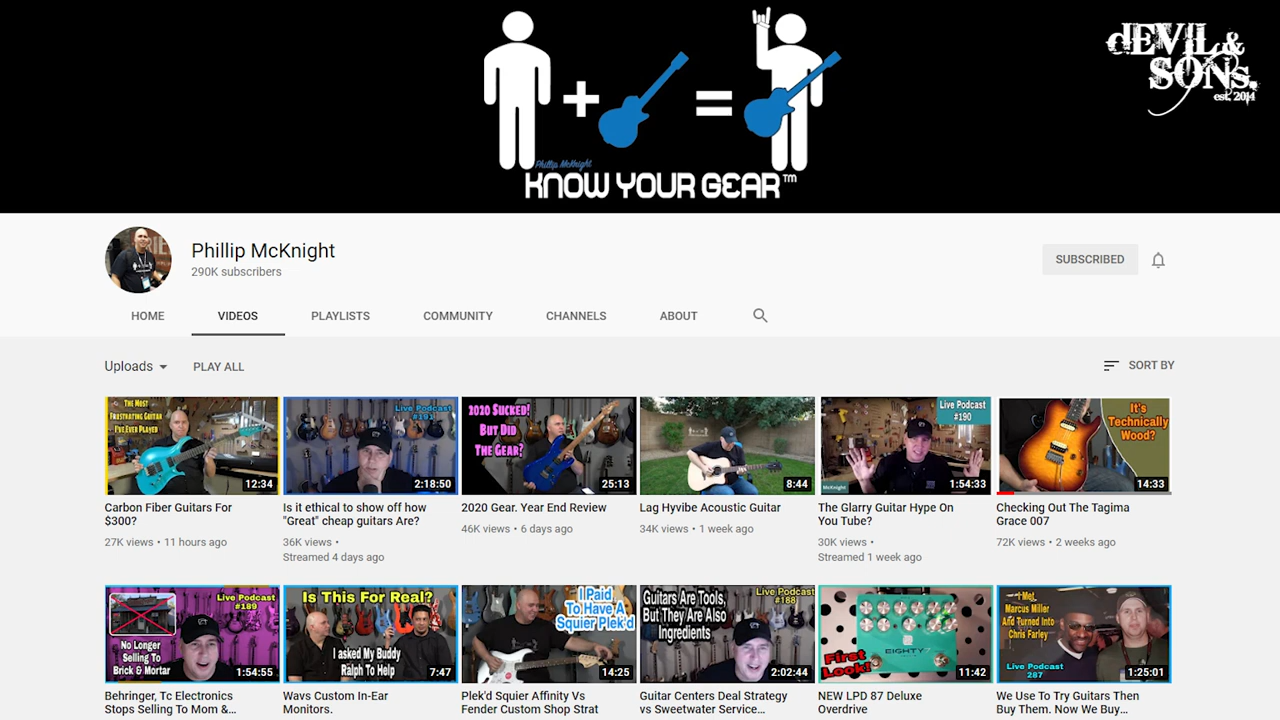 dEVIL &
SONS.
est, 2014
+ =
Phillip McKnight
KNOW YOUR GEAR™
Phillip McKnight
290K subscribers
SUBSCRIBED
HOME VIDEOS PLAYLISTS COMMUNITY CHANNELS ABOUT
Uploads PLAY ALL SORT BY
The Most
Frustrating Guitar
I've Ever Played
12:34
Live Podcast
#191
2:18:50
2020 Sucked!
But Did
The Gear?
25:13
8:44
Live Podcast
#190
McKnight
1:54:33
It's
Technically
Wood?
14:33
Carbon Fiber Guitars For
$300?
27K views • 11 hours ago
Is it ethical to show off how
"Great" cheap guitars Are?
36K views •
Streamed 4 days ago
2020 Gear. Year End Review
46K views • 6 days ago
Lag Hyvibe Acoustic Guitar
34K views • 1 week ago
The Glarry Guitar Hype On
You Tube?
30K views •
Streamed 1 week ago
Checking Out The Tagima
Grace 007
72K views • 2 weeks ago
Live Podcast
#189
No Longer
Selling To
Brick & Mortar
1:54:55
Is This For Real?
I asked My Buddy
Ralph To Help
7:47
I Paid
To Have A
Squier Plek'd
14:25
Live Podcast
#188
Guitars Are Tools,
But They Are Also
Ingredients
2:02:44
EIGHTY7
First
Look!
11:42
I Met
Marcus Miller
And Turned Into
Chris Farley
Live Podcast
287
1:25:01
Behringer, Tc Electronics
Stops Selling To Mom &...
Wavs Custom In-Ear
Monitors.
Plek'd Squier Affinity Vs
Fender Custom Shop Strat
Guitar Centers Deal Strategy
vs Sweetwater Service...
NEW LPD 87 Deluxe
Overdrive
We Use To Try Guitars Then
Buy Them. Now We Buy...